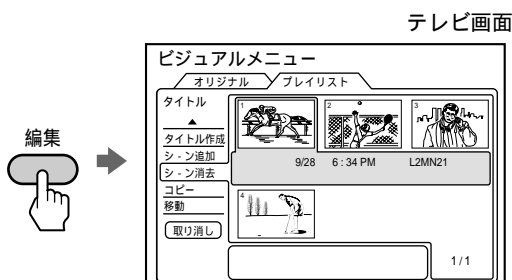 テレビ画面
ビジュアルメニュー
オリジナル プレイリスト
タイトル
▲
タイトル作成
シ - ン追加
シ - ン消去
コピー
移動
取り消し
1
2
3
9/28 6 : 34 PM L2MN21
4
1 / 1
編集